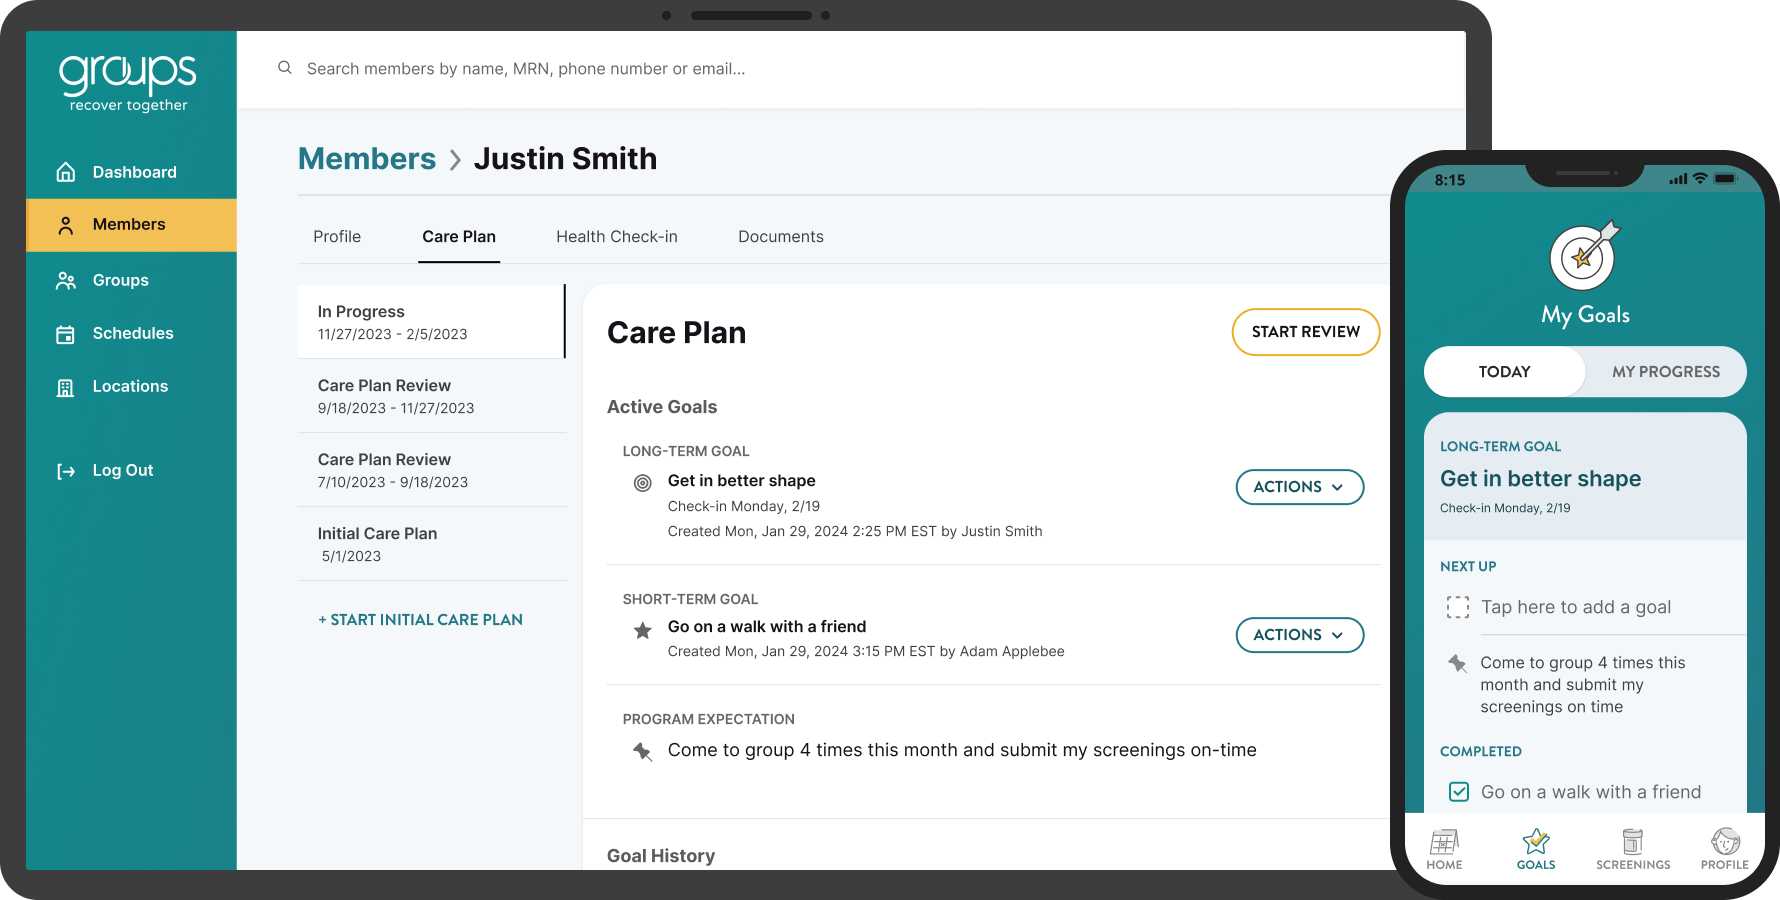 groups
recover together
Dashboard
Members
Groups
Schedules
Locations
Log Out
Search members by name, MRN, phone number or email...
Members
Justin Smith
Profile
Care Plan
Health Check-in
Documents
In Progress
11/27/2023 - 2/5/2023
Care Plan Review
9/18/2023 - 11/27/2023
Care Plan Review
7/10/2023 - 9/18/2023
Initial Care Plan
5/1/2023
+ START INITIAL CARE PLAN
Care Plan
START REVIEW
Active Goals
LONG-TERM GOAL
Get in better shape
Check-in Monday, 2/19
Created Mon, Jan 29, 2024 2:25 PM EST by Justin Smith
ACTIONS
SHORT-TERM GOAL
Go on a walk with a friend
Created Mon, Jan 29, 2024 3:15 PM EST by Adam Applebee
ACTIONS
PROGRAM EXPECTATION
Come to group 4 times this month and submit my screenings on-time
Goal History
8:15
My Goals
TODAY
MY PROGRESS
LONG-TERM GOAL
Get in better shape
Check-in Monday, 2/19
NEXT UP
Tap here to add a goal
Come to group 4 times this
month and submit my
screenings on time
COMPLETED
Go on a walk with a friend
HOME
GOALS
SCREENINGS
PROFILE